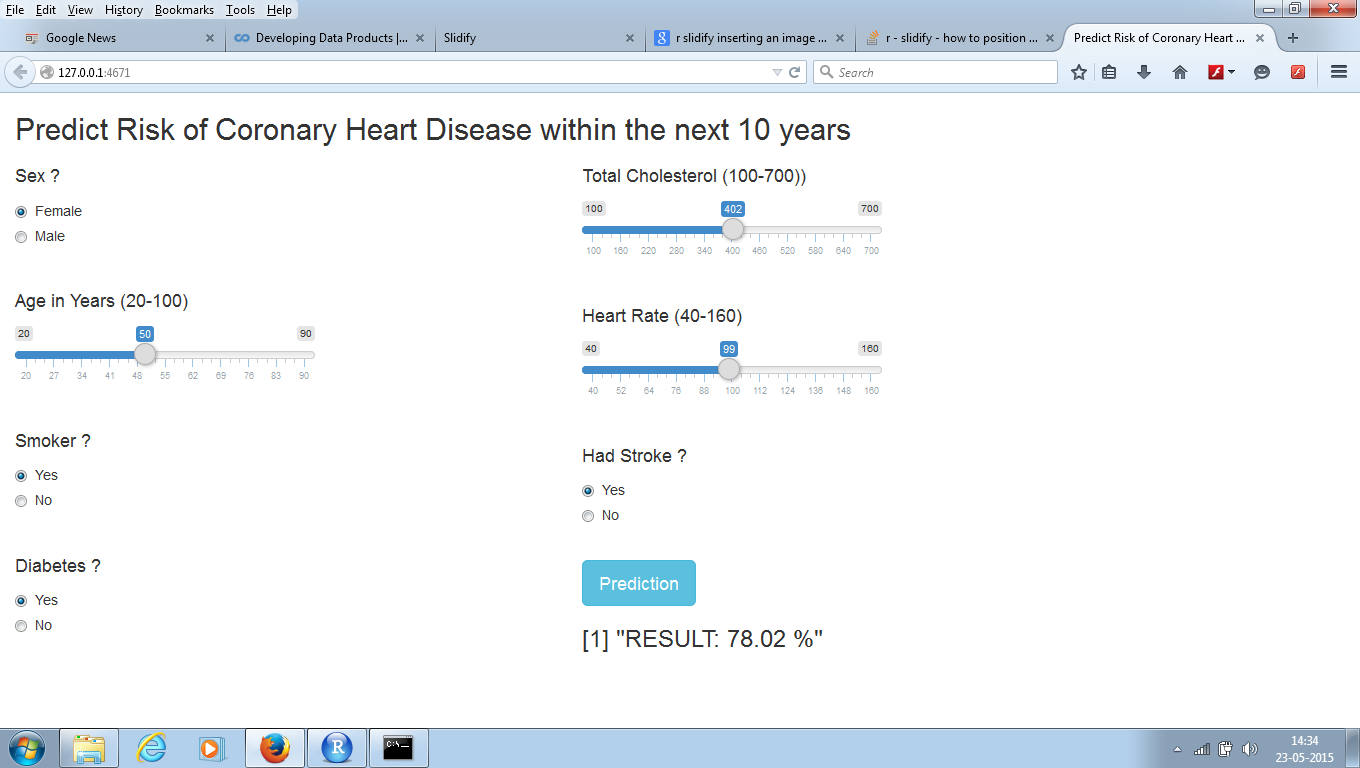 File Edit View History Bookmarks Tools Help
Google News
Developing Data Products |...
Slidify
r slidify inserting an image ...
r - slidify - how to position ...
Predict Risk of Coronary Heart ...
127.0.0.1:4671
Search
Predict Risk of Coronary Heart Disease within the next 10 years
Sex ?
Female
Male
Age in Years (20-100)
20 50 90
20 27 34 41 48 55 62 69 76 83 90
Smoker ?
Yes
No
Diabetes ?
Yes
No
Total Cholesterol (100-700))
100 402 700
100 160 220 280 340 400 460 520 580 640 700
Heart Rate (40-160)
40 99 160
40 52 64 76 88 100 112 124 136 148 160
Had Stroke ?
Yes
No
Prediction
[1] "RESULT: 78.02 %"
14:34
23-05-2015